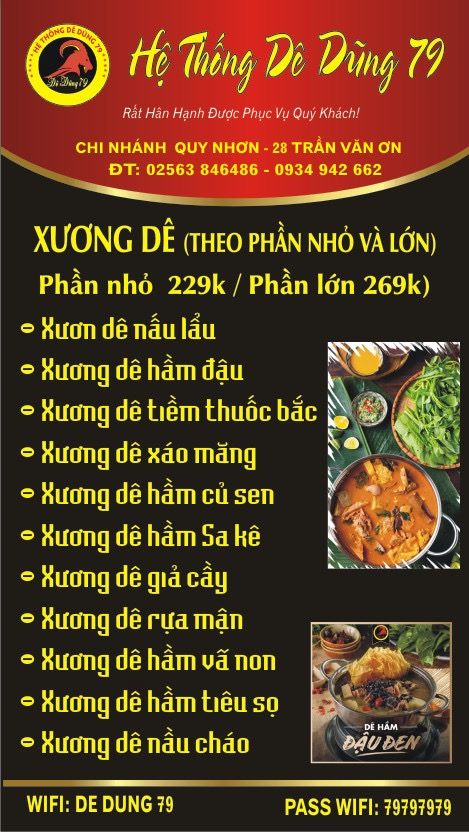 HỆ THỐNG DÊ DŨNG 79
Dê Dũng 79
Hệ Thống Dê Dũng 79
Rất Hân Hạnh Được Phục Vụ Quý Khách!
CHI NHÁNH QUY NHƠN - 28 TRẦN VĂN ƠN
ĐT: 02563 846486 - 0934 942 662
XƯƠNG DÊ (THEO PHẦN NHỎ VÀ LỚN)
Phần nhỏ 229k / Phần lớn 269k)
- Xươn dê nấu lẩu
- Xương dê hầm đậu
- Xương dê tiềm thuốc bắc
- Xương dê xáo măng
- Xương dê hầm củ sen
- Xương dê hầm Sa kê
- Xương dê giả cầy
- Xương dê rựa mận
- Xương dê hầm vã non
- Xương dê hầm tiêu sọ
- Xương dê nầu cháo
DÊ HẦM
ĐẬU ĐEN
WIFI: DE DUNG 79
PASS WIFI: 79797979